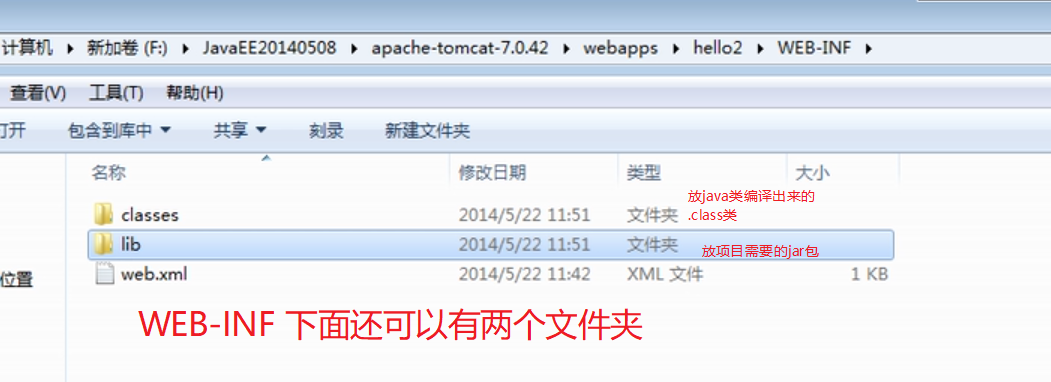 计算机 ▸ 新加卷 (F:) ▸ JavaEE20140508 ▸ apache-tomcat-7.0.42 ▸ webapps ▸ hello2 ▸ WEB-INF ▸
查看(V) 工具(T) 帮助(H)
打开 包含到库中 共享 刻录 新建文件夹
名称 修改日期 类型 大小
classes 2014/5/22 11:51 文件夹
放java类编译出来的
.class类
lib 2014/5/22 11:51 文件夹
放项目需要的jar包
位置
web.xml 2014/5/22 11:42 XML 文件 1 KB
WEB-INF 下面还可以有两个文件夹